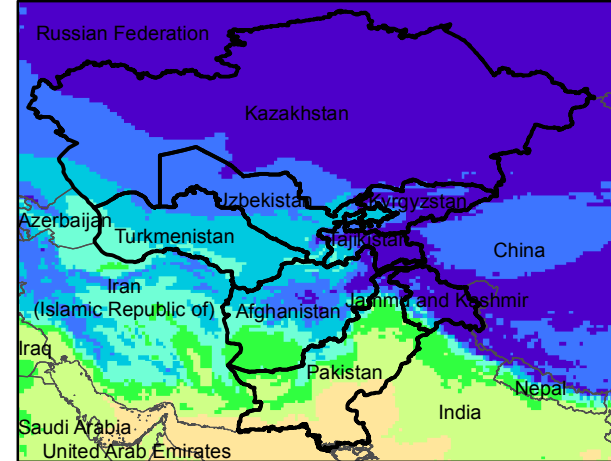 Russian Federation
Kazakhstan
Uzbekistan
Kyrgyzstan
Azerbaijan
Turkmenistan
Tajikistan
China
Iran
(Islamic Republic of)
Afghanistan
Jammu and Kashmir
Iraq
Pakistan
Nepal
India
Saudi Arabia
United Arab Emirates